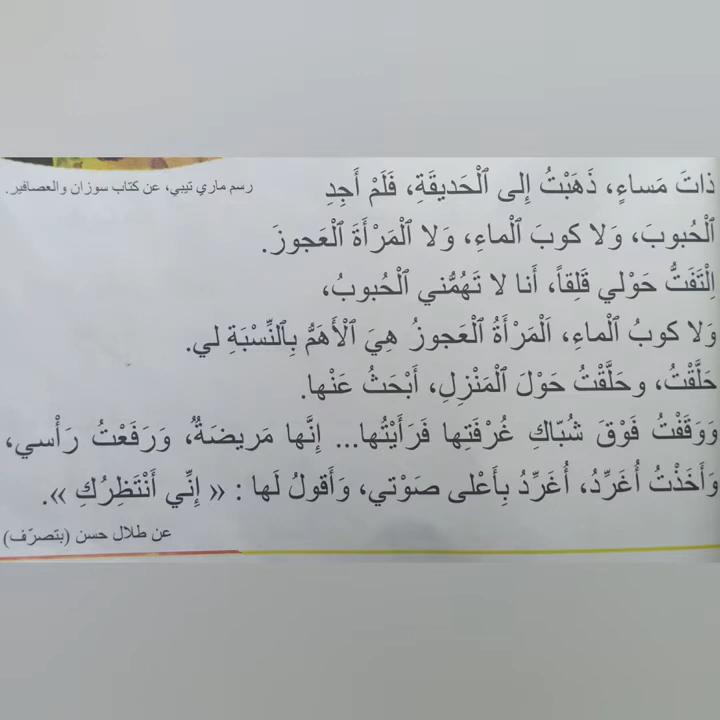 رسم ماري تيبي، عن كتاب سوزان والعصافير.
ذاتَ مَساءٍ، ذَهَبْتُ إِلى ٱلْحَديقَةِ، فَلَمْ أَجِدِ
ٱلْحُبوبَ، وَلا كوبَ ٱلْماءِ، وَلا ٱلْمَرْأَةَ ٱلْعَجوزَ.
اِلْتَفَتُّ حَوْلي قَلِقاً، أَنا لا تَهُمُّني ٱلْحُبوبُ،
وَلا كوبُ ٱلْماءِ، اَلْمَرْأَةُ ٱلْعَجوزُ هِيَ ٱلْأَهَمُّ بِٱلنِّسْبَةِ لي.
حَلَّقْتُ، وحَلَّقْتُ حَوْلَ ٱلْمَنْزِلِ، أَبْحَثُ عَنْها.
وَوَقَفْتُ فَوْقَ شُبّاكِ غُرْفَتِها فَرَأَيْتُها... إِنَّها مَريضَةٌ، وَرَفَعْتُ رَأْسي،
وَأَخَذْتُ أُغَرِّدُ، أُغَرِّدُ بِأَعْلى صَوْتي، وَأَقولُ لَها : « إِنِّي أَنْتَظِرُكِ ».
عن طلال حسن (بتصرّف)